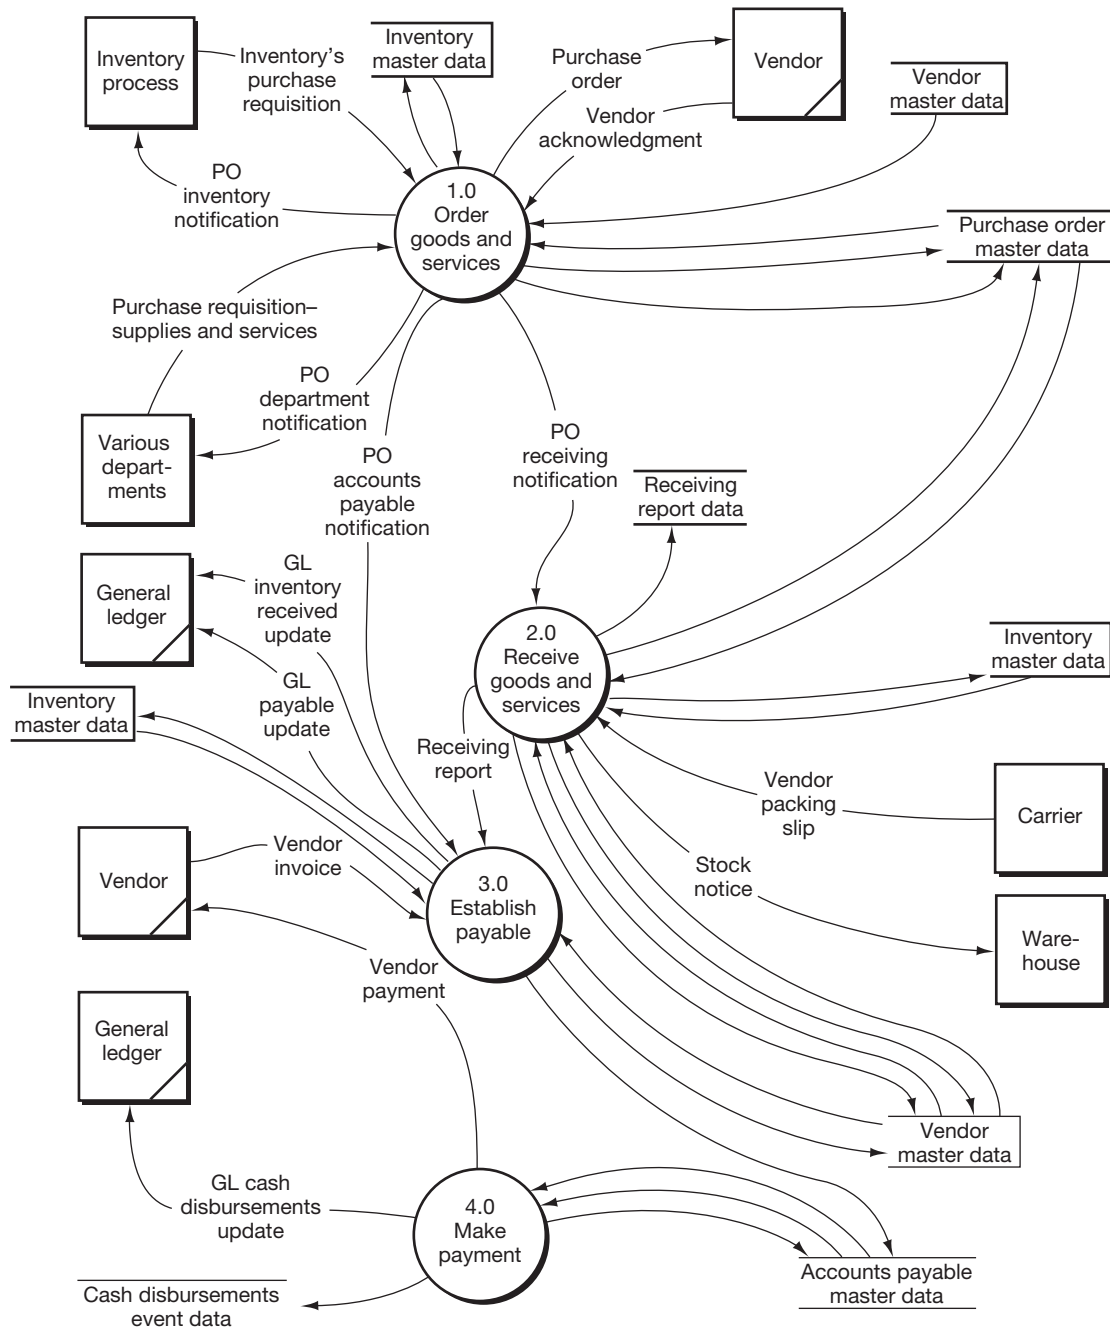 Inventory
process
Inventory's
purchase
requisition
Inventory
master data
Purchase
order
Vendor
Vendor
acknowledgment
Vendor
master data
PO
inventory
notification
1.0
Order
goods and
services
Purchase order
master data
Purchase requisition–
supplies and services
PO
department
notification
Various
depart-
ments
PO
accounts
payable
notification
PO
receiving
notification
Receiving
report data
General
ledger
GL
inventory
received
update
GL
payable
update
2.0
Receive
goods and
services
Inventory
master data
Inventory
master data
Receiving
report
Vendor
packing
slip
Carrier
Vendor
Vendor
invoice
Stock
notice
3.0
Establish
payable
Ware-
house
Vendor
payment
General
ledger
Vendor
master data
GL cash
disbursements
update
4.0
Make
payment
Accounts payable
master data
Cash disbursements
event data